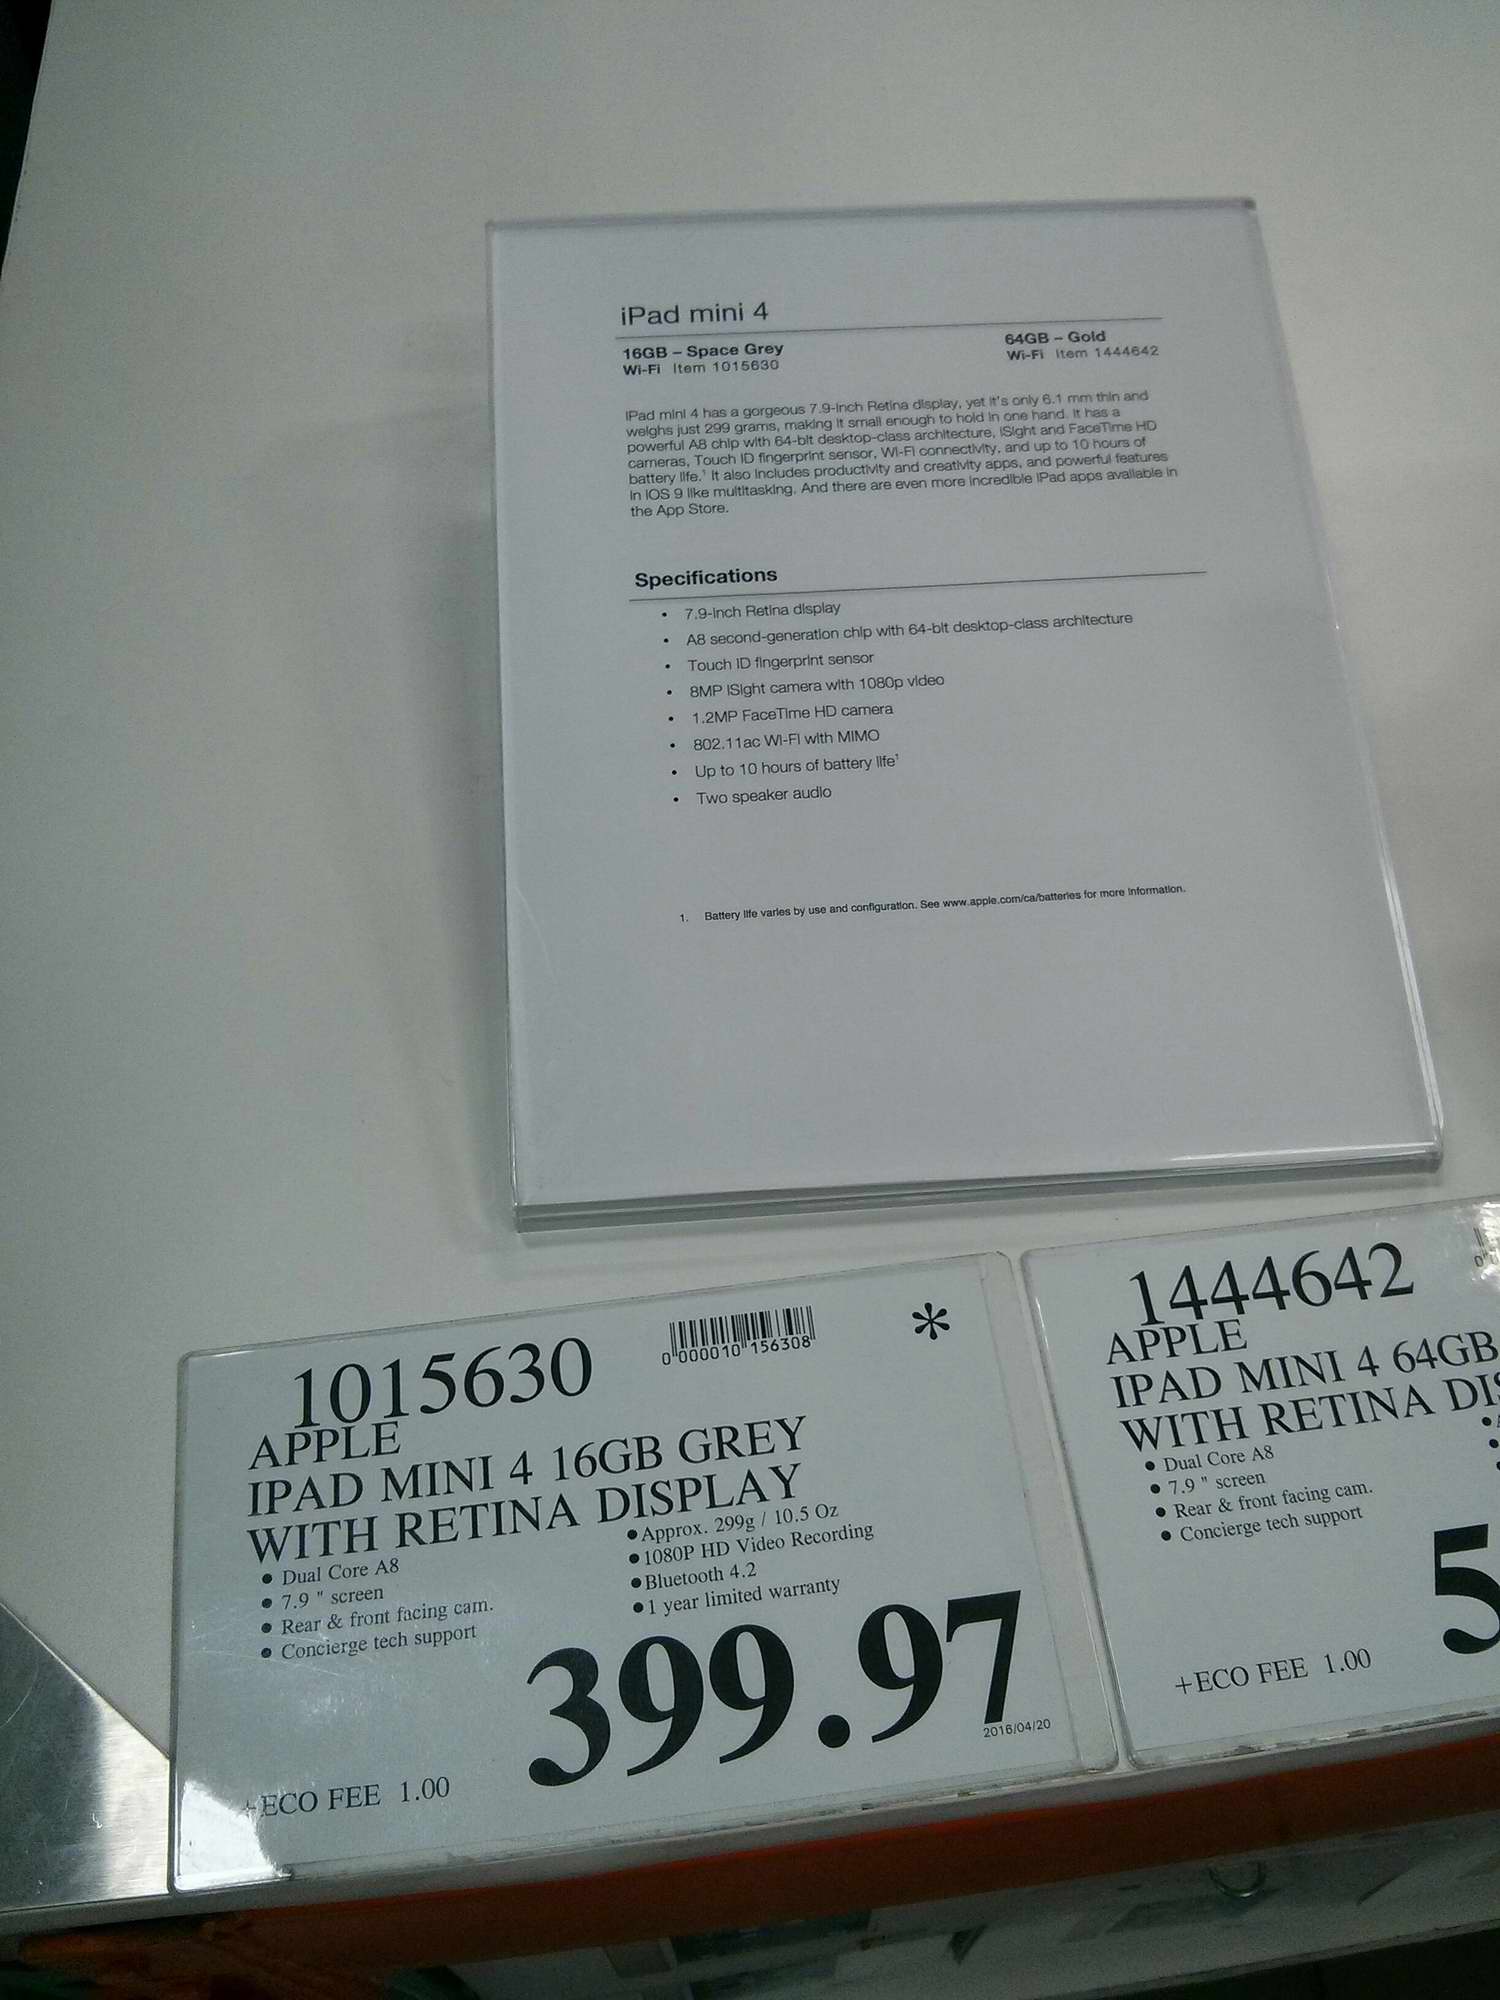 iPad mini 4
16GB – Space Grey
Wi-Fi Item 1015630
64GB – Gold
Wi-Fi Item 1444642
iPad mini 4 has a gorgeous 7.9-inch Retina display, yet it's only 6.1 mm thin and
weighs just 299 grams, making it small enough to hold in one hand. It has a
powerful A8 chip with 64-bit desktop-class architecture, iSight and FaceTime HD
cameras, Touch ID fingerprint sensor, Wi-Fi connectivity, and up to 10 hours of
battery life.¹ It also includes productivity and creativity apps, and powerful features
in iOS 9 like multitasking. And there are even more incredible iPad apps available in
the App Store.
Specifications
• 7.9-inch Retina display
• A8 second-generation chip with 64-bit desktop-class architecture
• Touch ID fingerprint sensor
• 8MP iSight camera with 1080p video
• 1.2MP FaceTime HD camera
• 802.11ac Wi-Fi with MIMO
• Up to 10 hours of battery life¹
• Two speaker audio
1. Battery life varies by use and configuration. See www.apple.com/ca/batteries for more information.
1015630
0 000010 156308
*
APPLE
IPAD MINI 4 16GB GREY
WITH RETINA DISPLAY
• Dual Core A8
• 7.9 " screen
• Rear & front facing cam.
• Concierge tech support
• Approx. 299g / 10.5 Oz
• 1080P HD Video Recording
• Bluetooth 4.2
• 1 year limited warranty
399.97
2016/04/20
+ECO FEE 1.00
1444642
APPLE
IPAD MINI 4 64GB
WITH RETINA
• Dual Core A8
• 7.9 " screen
• Rear & front facing cam.
• Concierge tech support
5
+ECO FEE 1.00